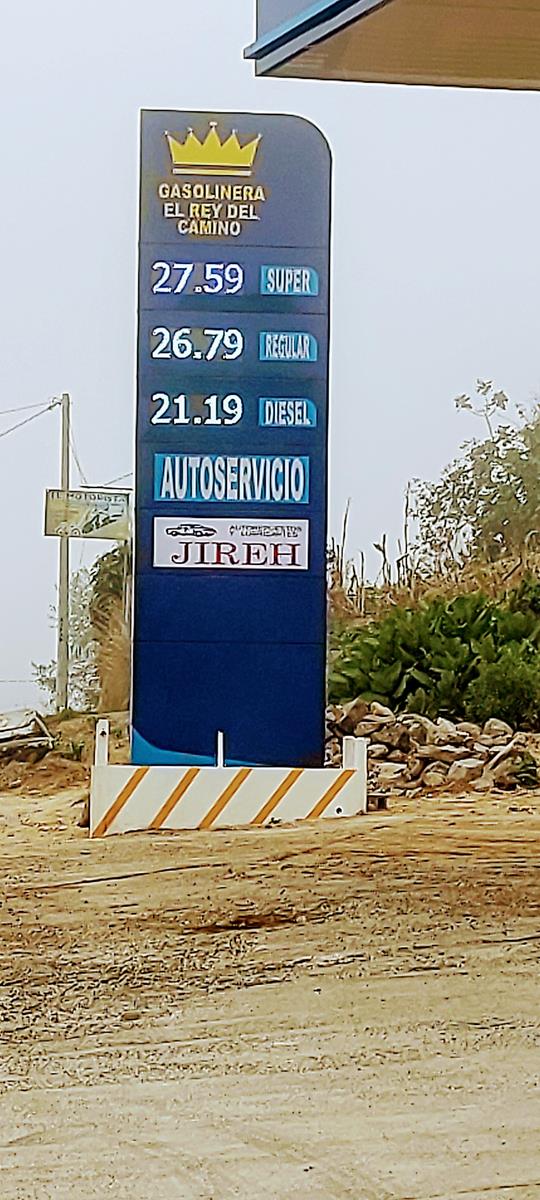 GASOLINERA
EL REY DEL
CAMINO
27.59 SUPER
26.79 REGULAR
21.19 DIESEL
AUTOSERVICIO
JIREH